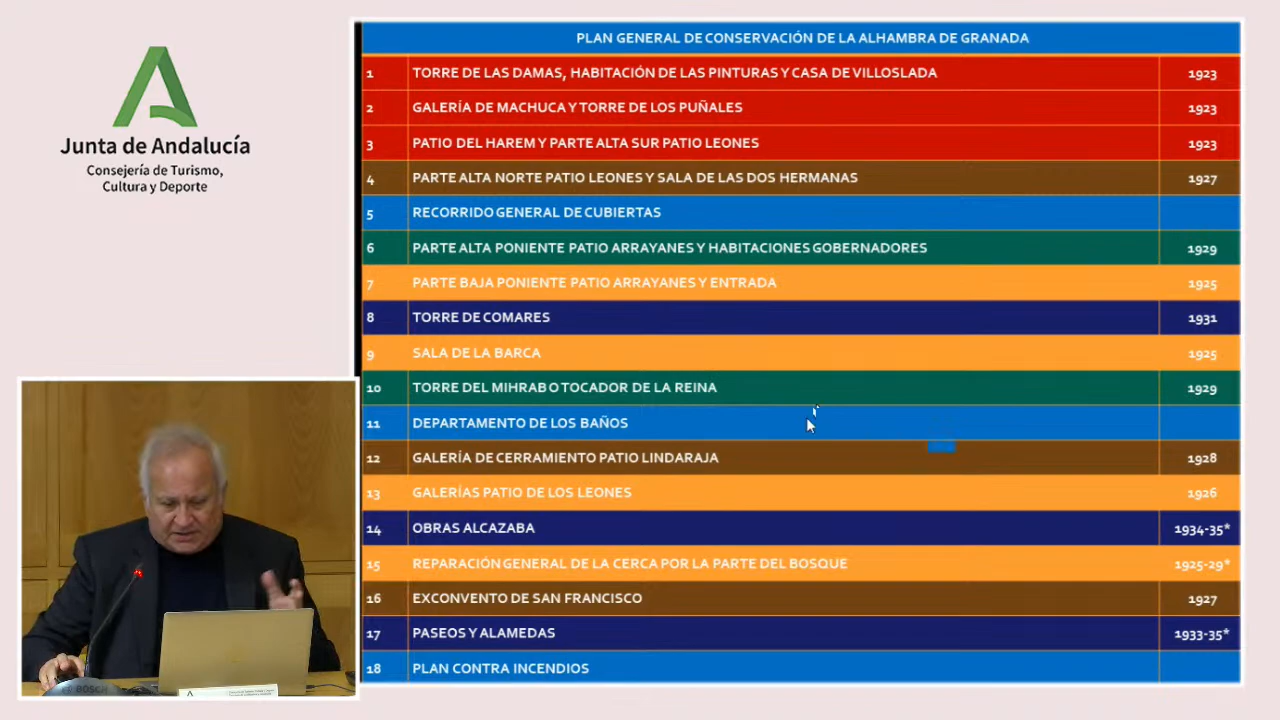 Junta de Andalucía
Consejería de Turismo,
Cultura y Deporte
PLAN GENERAL DE CONSERVACIÓN DE LA ALHAMBRA DE GRANADA
1 TORRE DE LAS DAMAS, HABITACIÓN DE LAS PINTURAS Y CASA DE VILLOSLADA 1923
2 GALERÍA DE MACHUCA Y TORRE DE LOS PUÑALES 1923
3 PATIO DEL HAREM Y PARTE ALTA SUR PATIO LEONES 1923
4 PARTE ALTA NORTE PATIO LEONES Y SALA DE LAS DOS HERMANAS 1927
5 RECORRIDO GENERAL DE CUBIERTAS
6 PARTE ALTA PONIENTE PATIO ARRAYANES Y HABITACIONES GOBERNADORES 1929
7 PARTE BAJA PONIENTE PATIO ARRAYANES Y ENTRADA 1925
8 TORRE DE COMARES 1931
9 SALA DE LA BARCA 1925
10 TORRE DEL MIHRAB O TOCADOR DE LA REINA 1929
11 DEPARTAMENTO DE LOS BAÑOS
12 GALERÍA DE CERRAMIENTO PATIO LINDARAJA 1928
13 GALERÍAS PATIO DE LOS LEONES 1926
14 OBRAS ALCAZABA 1934-35*
15 REPARACIÓN GENERAL DE LA CERCA POR LA PARTE DEL BOSQUE 1925-29*
16 EXCONVENTO DE SAN FRANCISCO 1927
17 PASEOS Y ALAMEDAS 1933-35*
18 PLAN CONTRA INCENDIOS
BOSCH